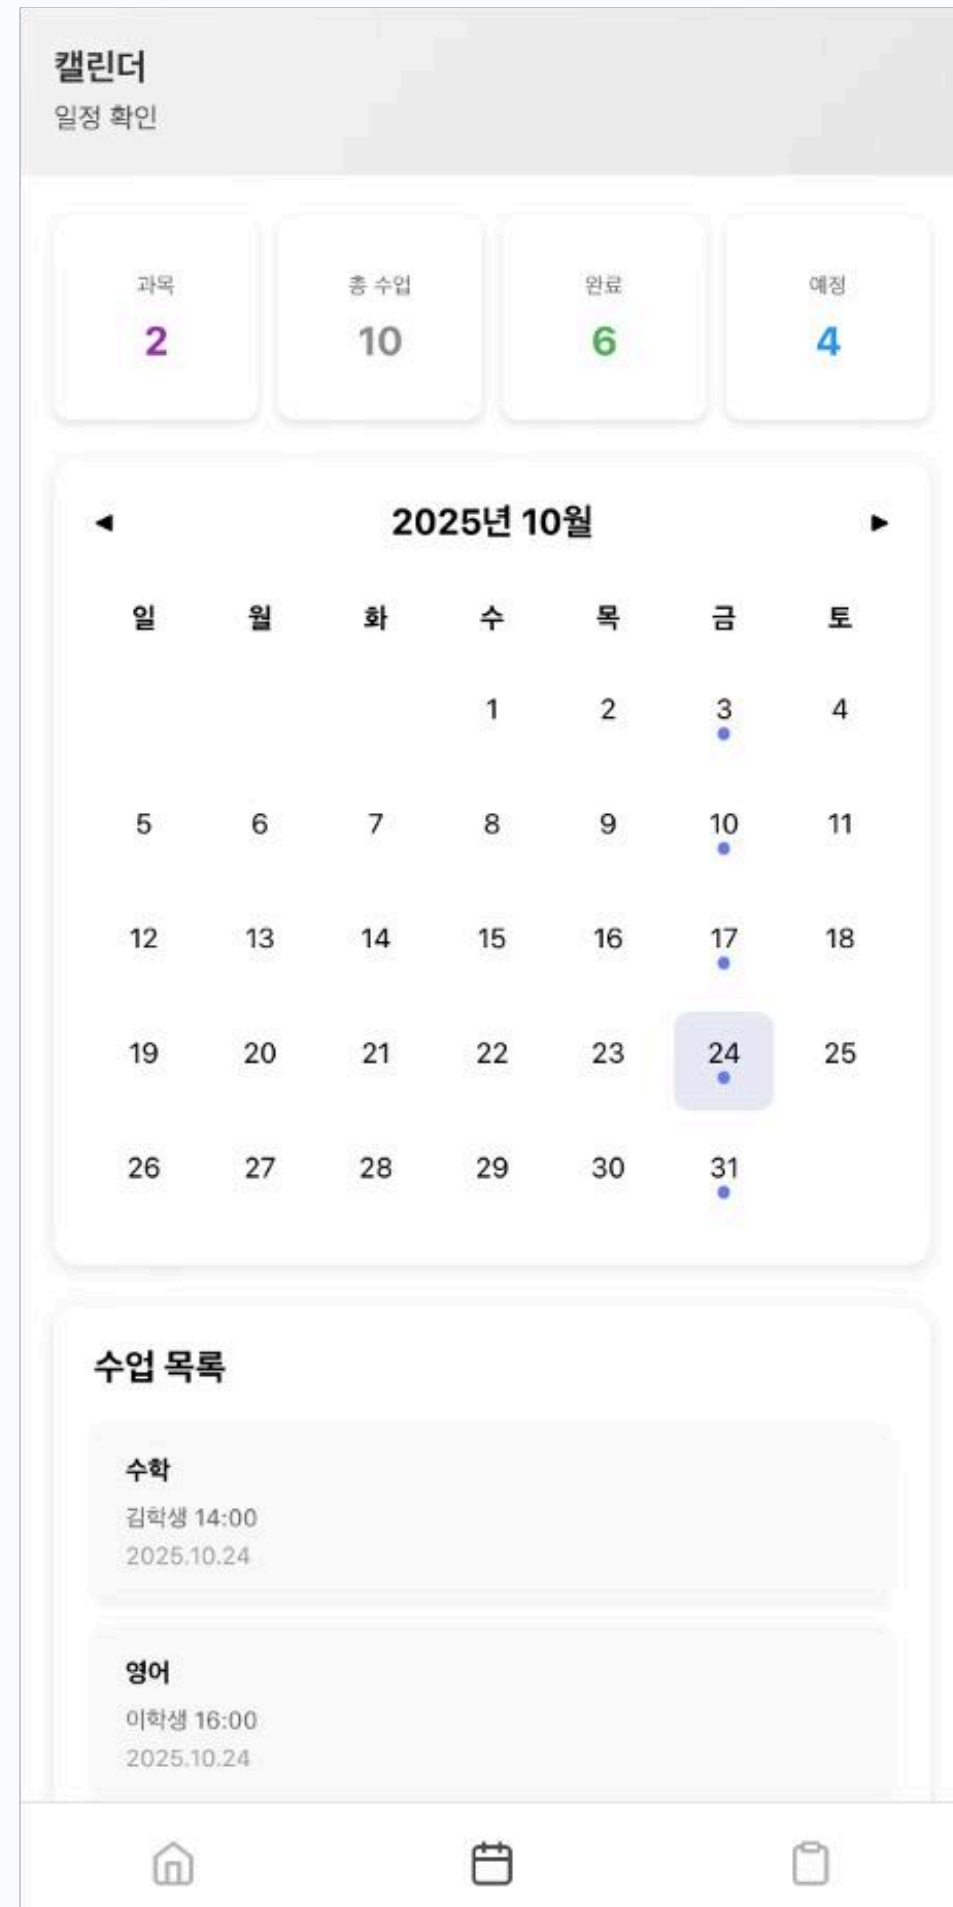 캘린더
일정 확인
과목 총 수업 완료 예정
2 10 6 4
◀ 2025년 10월 ▶
일 월 화 수 목 금 토
1 2 3 4
5 6 7 8 9 10 11
12 13 14 15 16 17 18
19 20 21 22 23 24 25
26 27 28 29 30 31
수업 목록
수학
김학생 14:00
2025.10.24
영어
이학생 16:00
2025.10.24